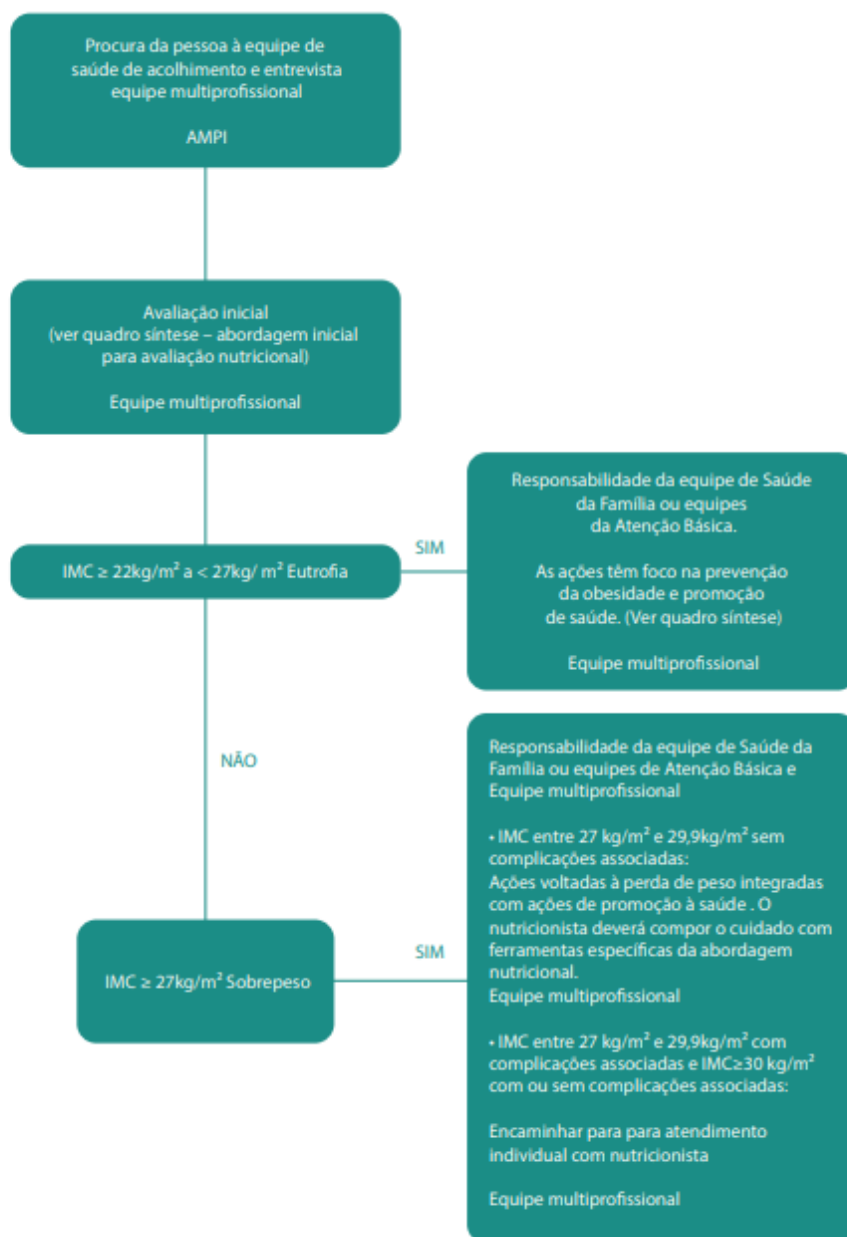 Procura da pessoa à equipe de
saúde de acolhimento e entrevista
equipe multiprofissional
AMPI
Avaliação inicial
(ver quadro síntese – abordagem inicial
para avaliação nutricional)
Equipe multiprofissional
IMC ≥ 22kg/m² a < 27kg/ m² Eutrofia
SIM
Responsabilidade da equipe de Saúde
da Família ou equipes
da Atenção Básica.
As ações têm foco na prevenção
da obesidade e promoção
de saúde. (Ver quadro síntese)
Equipe multiprofissional
NÃO
IMC ≥ 27kg/m² Sobrepeso
SIM
Responsabilidade da equipe de Saúde da
Família ou equipes de Atenção Básica e
Equipe multiprofissional
• IMC entre 27 kg/m² e 29,9kg/m² sem
complicações associadas:
Ações voltadas à perda de peso integradas
com ações de promoção à saúde . O
nutricionista deverá compor o cuidado com
ferramentas específicas da abordagem
nutricional.
Equipe multiprofissional
• IMC entre 27 kg/m² e 29,9kg/m² com
complicações associadas e IMC≥30 kg/m²
com ou sem complicações associadas:
Encaminhar para para atendimento
individual com nutricionista
Equipe multiprofissional